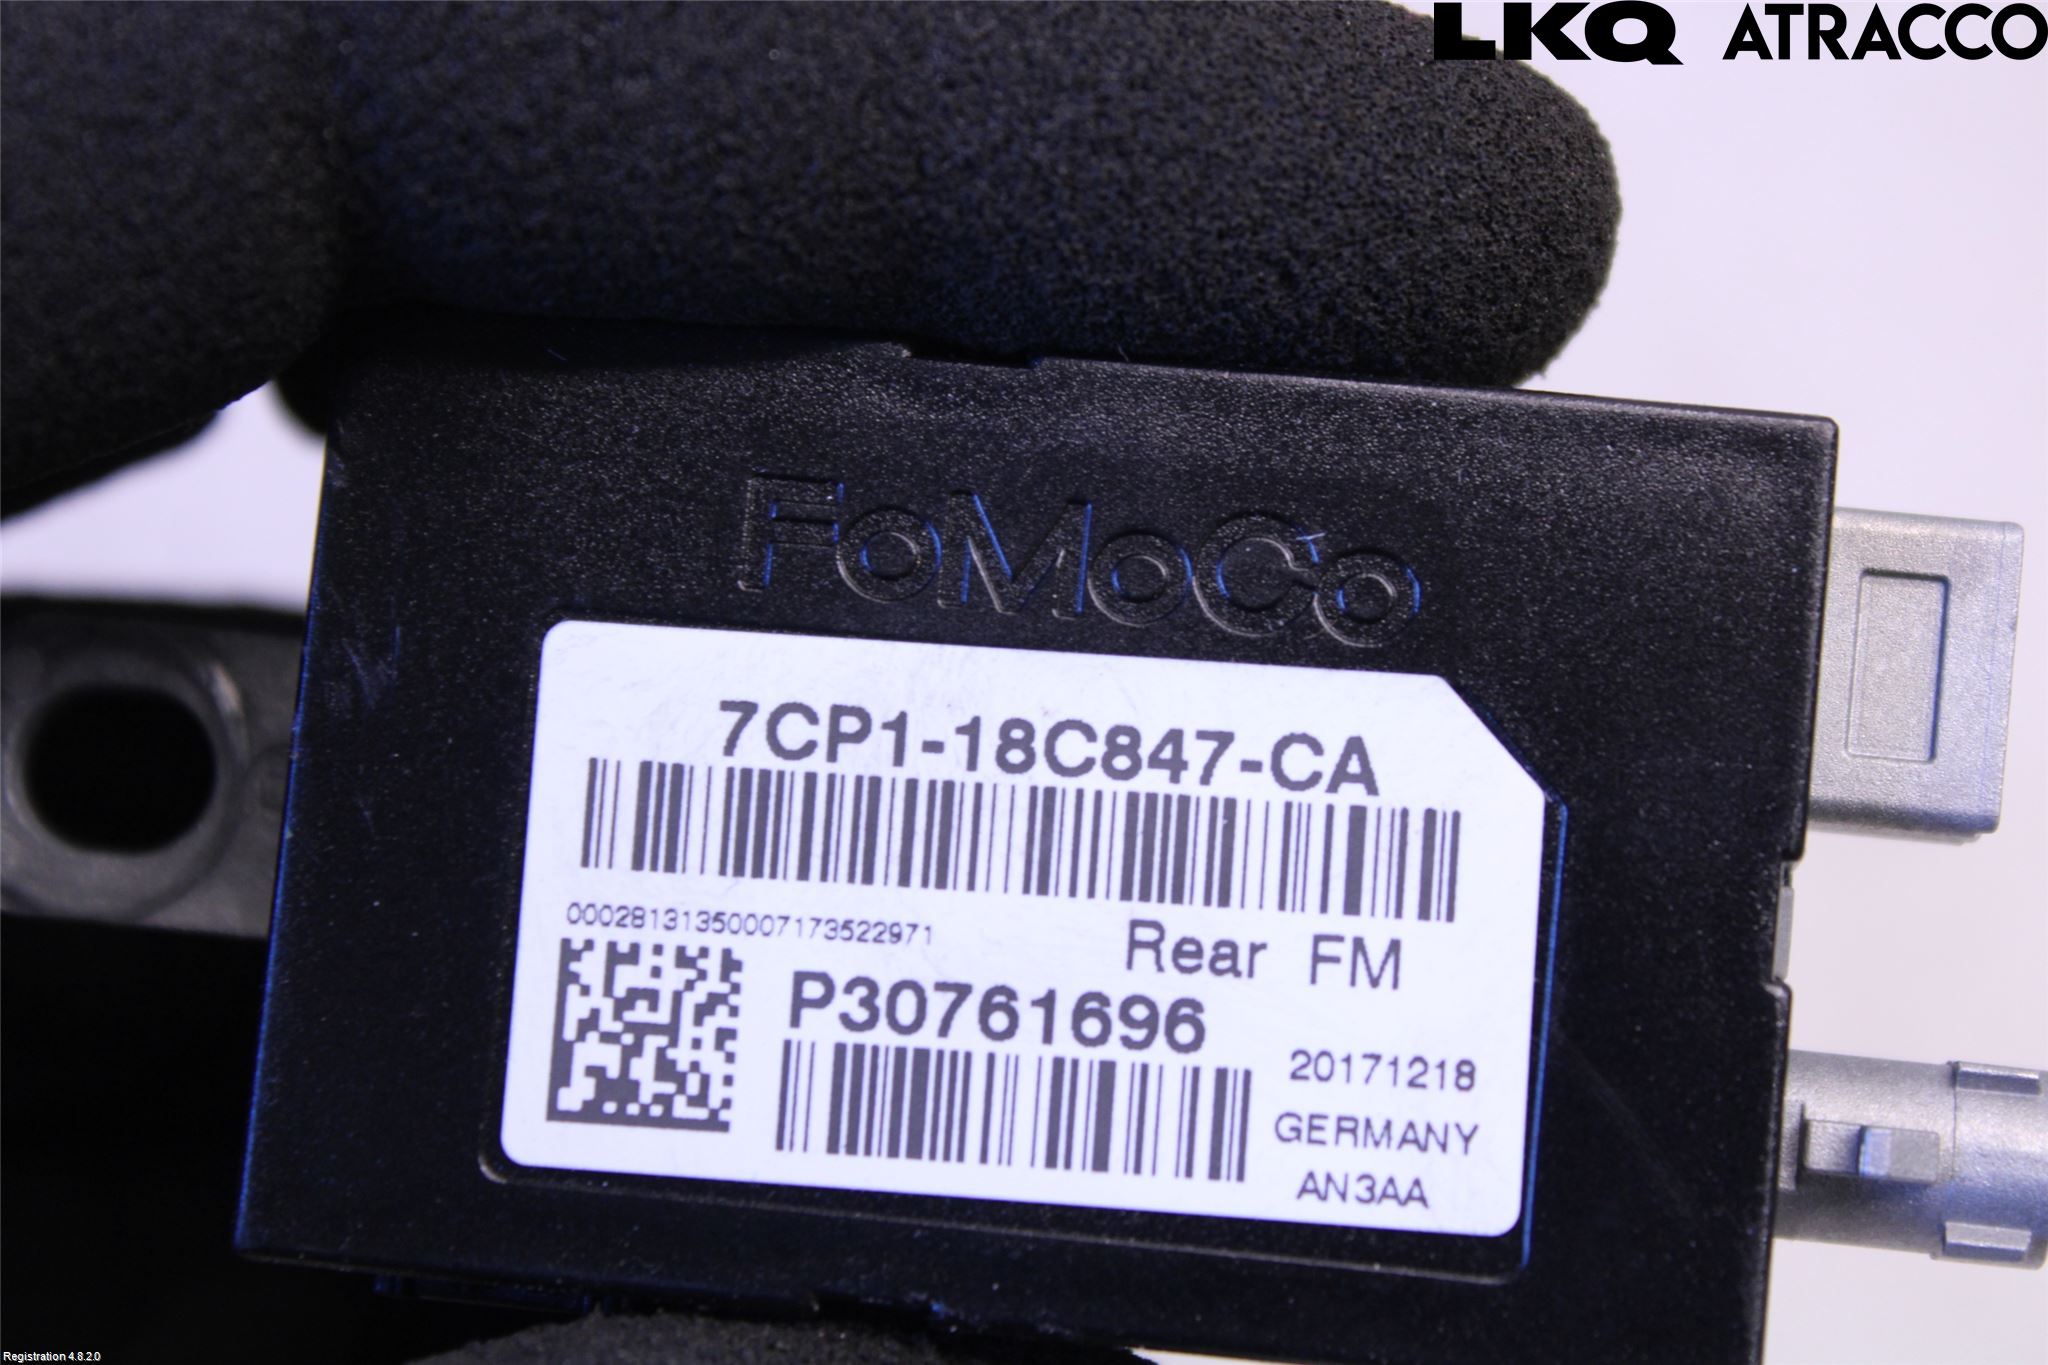 LKQ ATRACCO
FoMoCo
7CP1-18C847-CA
00028131350007173522971
Rear FM
P30761696
20171218
GERMANY
AN3AA
Registration 4.8.2.0